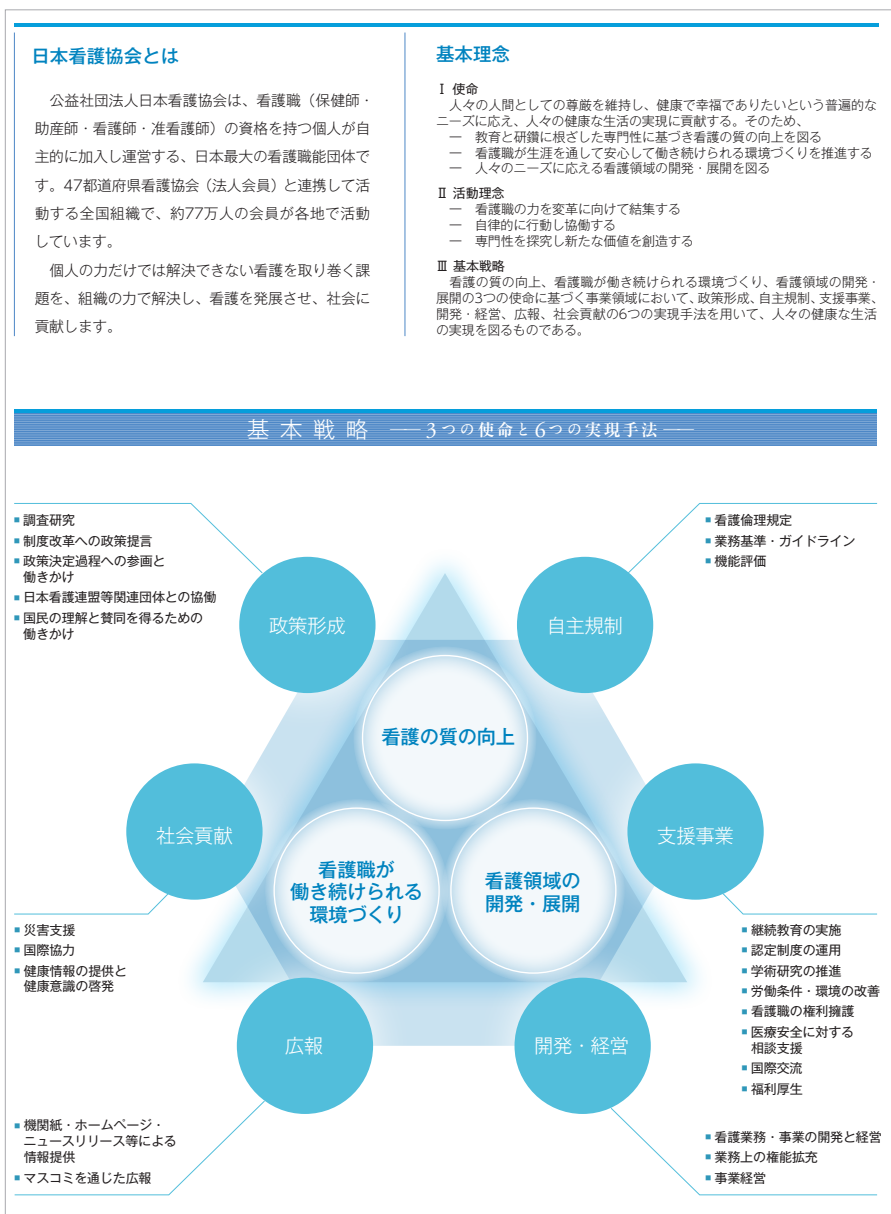 日本看護協会とは
公益社団法人日本看護協会は、看護職（保健師・
助産師・看護師・准看護師）の資格を持つ個人が自
主的に加入し運営する、日本最大の看護職能団体で
す。47都道府県看護協会（法人会員）と連携して活
動する全国組織で、約77万人の会員が各地で活動
しています。
個人の力だけでは解決できない看護を取り巻く課
題を、組織の力で解決し、看護を発展させ、社会に
貢献します。
基本理念
Ⅰ 使命
人々の人間としての尊厳を維持し、健康で幸福でありたいという普遍的な
ニーズに応え、人々の健康な生活の実現に貢献する。そのため、
― 教育と研鑽に根ざした専門性に基づき看護の質の向上を図る
― 看護職が生涯を通して安心して働き続けられる環境づくりを推進する
― 人々のニーズに応える看護領域の開発・展開を図る
Ⅱ 活動理念
― 看護職の力を変革に向けて結集する
― 自律的に行動し協働する
― 専門性を探究し新たな価値を創造する
Ⅲ 基本戦略
看護の質の向上、看護職が働き続けられる環境づくり、看護領域の開発・
展開の3つの使命に基づく事業領域において、政策形成、自主規制、支援事業、
開発・経営、広報、社会貢献の6つの実現手法を用いて、人々の健康な生活
の実現を図るものである。
基本戦略 ――3つの使命と6つの実現手法――
■ 調査研究
■ 制度改革への政策提言
■ 政策決定過程への参画と
働きかけ
■ 日本看護連盟等関連団体との協働
■ 国民の理解と賛同を得るための
働きかけ
■ 看護倫理規定
■ 業務基準・ガイドライン
■ 機能評価
政策形成
自主規制
看護の質の向上
社会貢献
支援事業
看護職が
働き続けられる
環境づくり
看護領域の
開発・展開
■ 災害支援
■ 国際協力
■ 健康情報の提供と
健康意識の啓発
■ 継続教育の実施
■ 認定制度の運用
■ 学術研究の推進
■ 労働条件・環境の改善
■ 看護職の権利擁護
■ 医療安全に対する
相談支援
■ 国際交流
■ 福利厚生
広報
開発・経営
■ 機関紙・ホームページ・
ニュースリリース等による
情報提供
■ マスコミを通じた広報
■ 看護業務・事業の開発と経営
■ 業務上の権能拡充
■ 事業経営